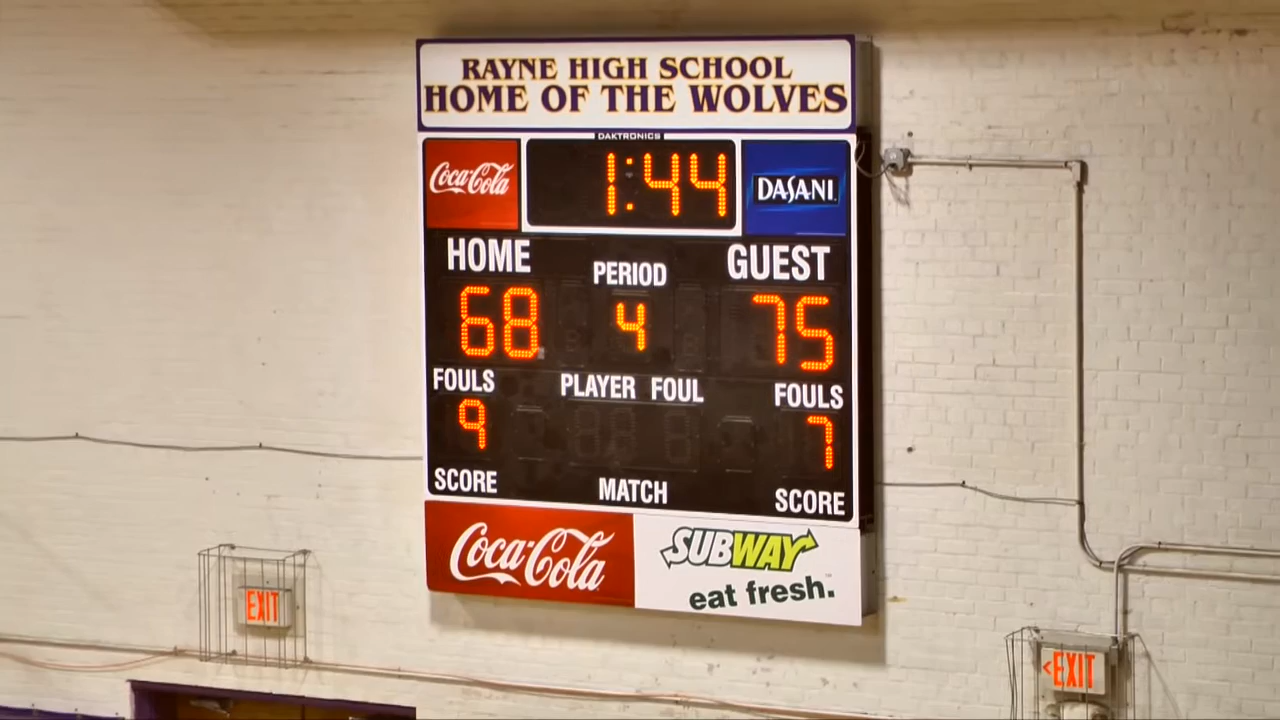 RAYNE HIGH SCHOOL
HOME OF THE WOLVES
DAKTRONICS
Coca-Cola
1:44
DASANI
HOME
PERIOD
GUEST
68
4
75
FOULS
PLAYER FOUL
FOULS
9
7
SCORE
MATCH
SCORE
Coca-Cola
SUBWAY
eat fresh.
EXIT
<EXIT